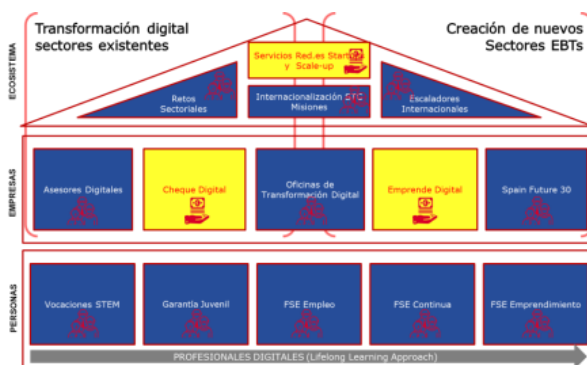 Transformación digital
sectores existentes
Creación de nuevos
Sectores EBTs
ECOSISTEMA
Servicios Red.es
y Scale-up
Retos
Sectoriales
Internacionalización
Misiones
Escaladores
Internacionales
EMPRESAS
Asesores Digitales
Cheque Digital
Oficinas de
Transformación Digital
Emprende Digital
Spain Future 30
PERSONAS
Vocaciones STEM
Garantía Juvenil
FSE Empleo
FSE Continua
FSE Emprendimiento
PROFESIONALES DIGITALES (Lifelong Learning Approach)